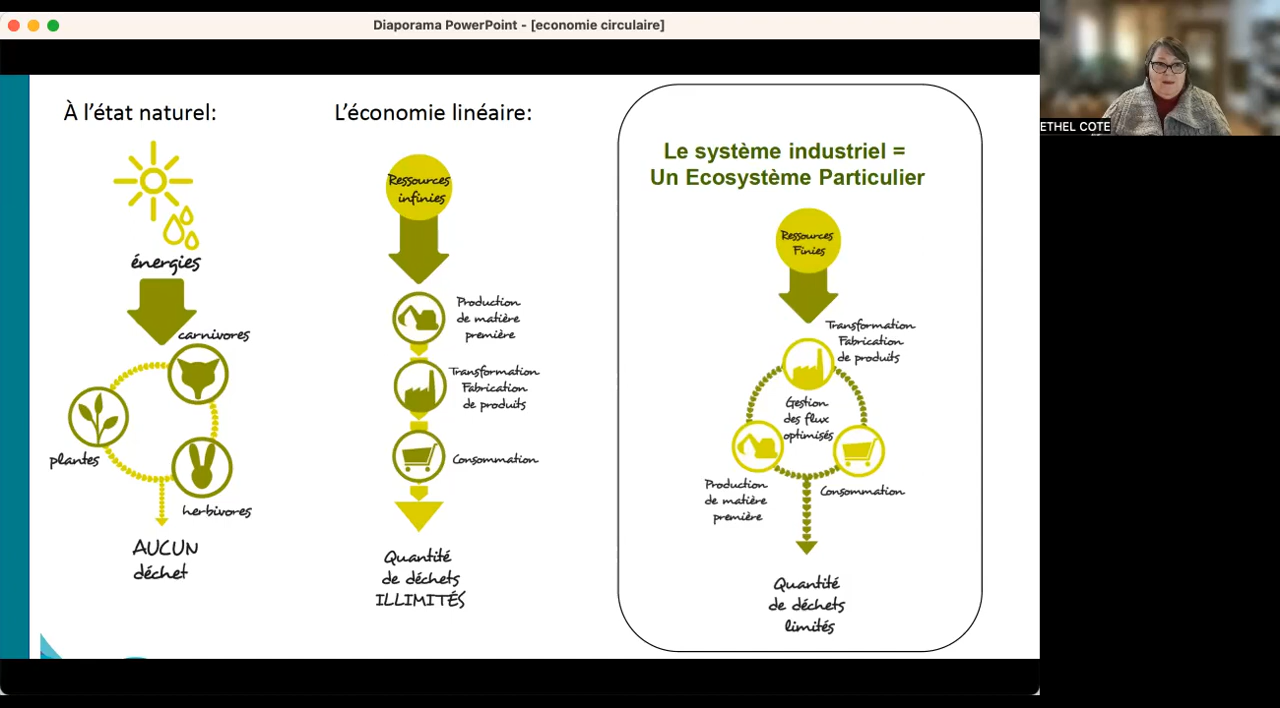 Diaporama PowerPoint - [economie circulaire]
ETHEL COTE
À l'état naturel:
énergies
carnivores
plantes
herbivores
AUCUN
déchet
L'économie linéaire:
Ressources
infinies
Production
de matière
première
Transformation
Fabrication
de produits
Consommation
Quantité
de déchets
ILLIMITÉS
Le système industriel =
Un Ecosystème Particulier
Ressources
Finies
Transformation
Fabrication
de produits
Gestion
des flux
optimisés
Production
de matière
première
Consommation
Quantité
de déchets
limités